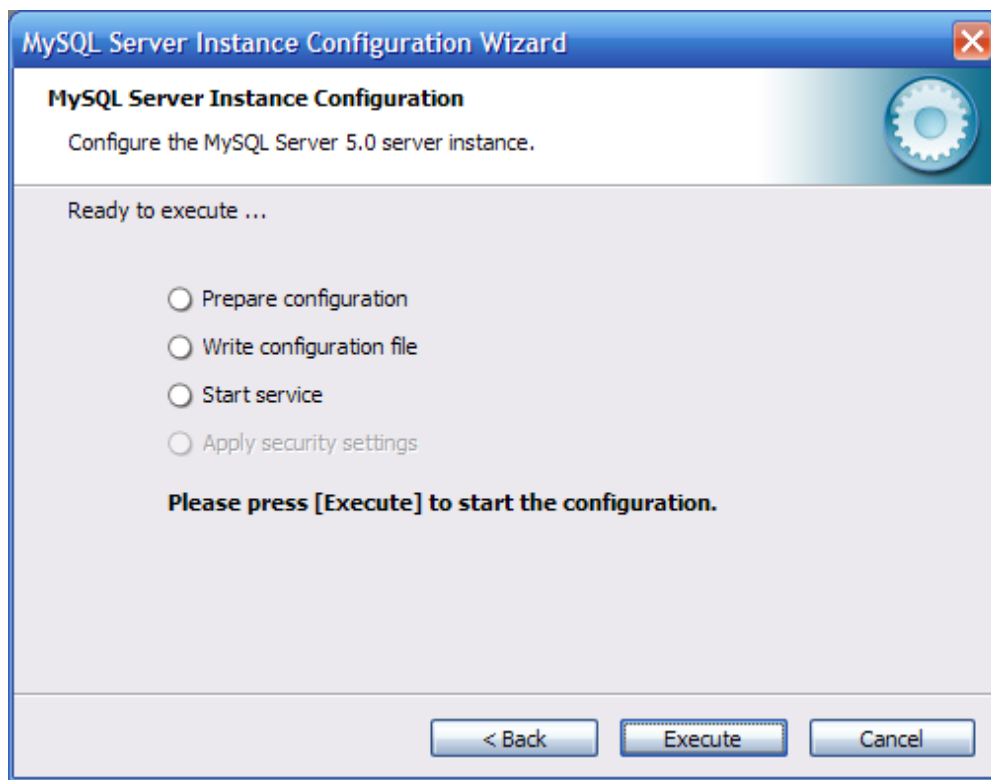 MySQL Server Instance Configuration Wizard
MySQL Server Instance Configuration
Configure the MySQL Server 5.0 server instance.
Ready to execute ...
Prepare configuration
Write configuration file
Start service
Apply security settings
Please press [Execute] to start the configuration.
< Back Execute Cancel